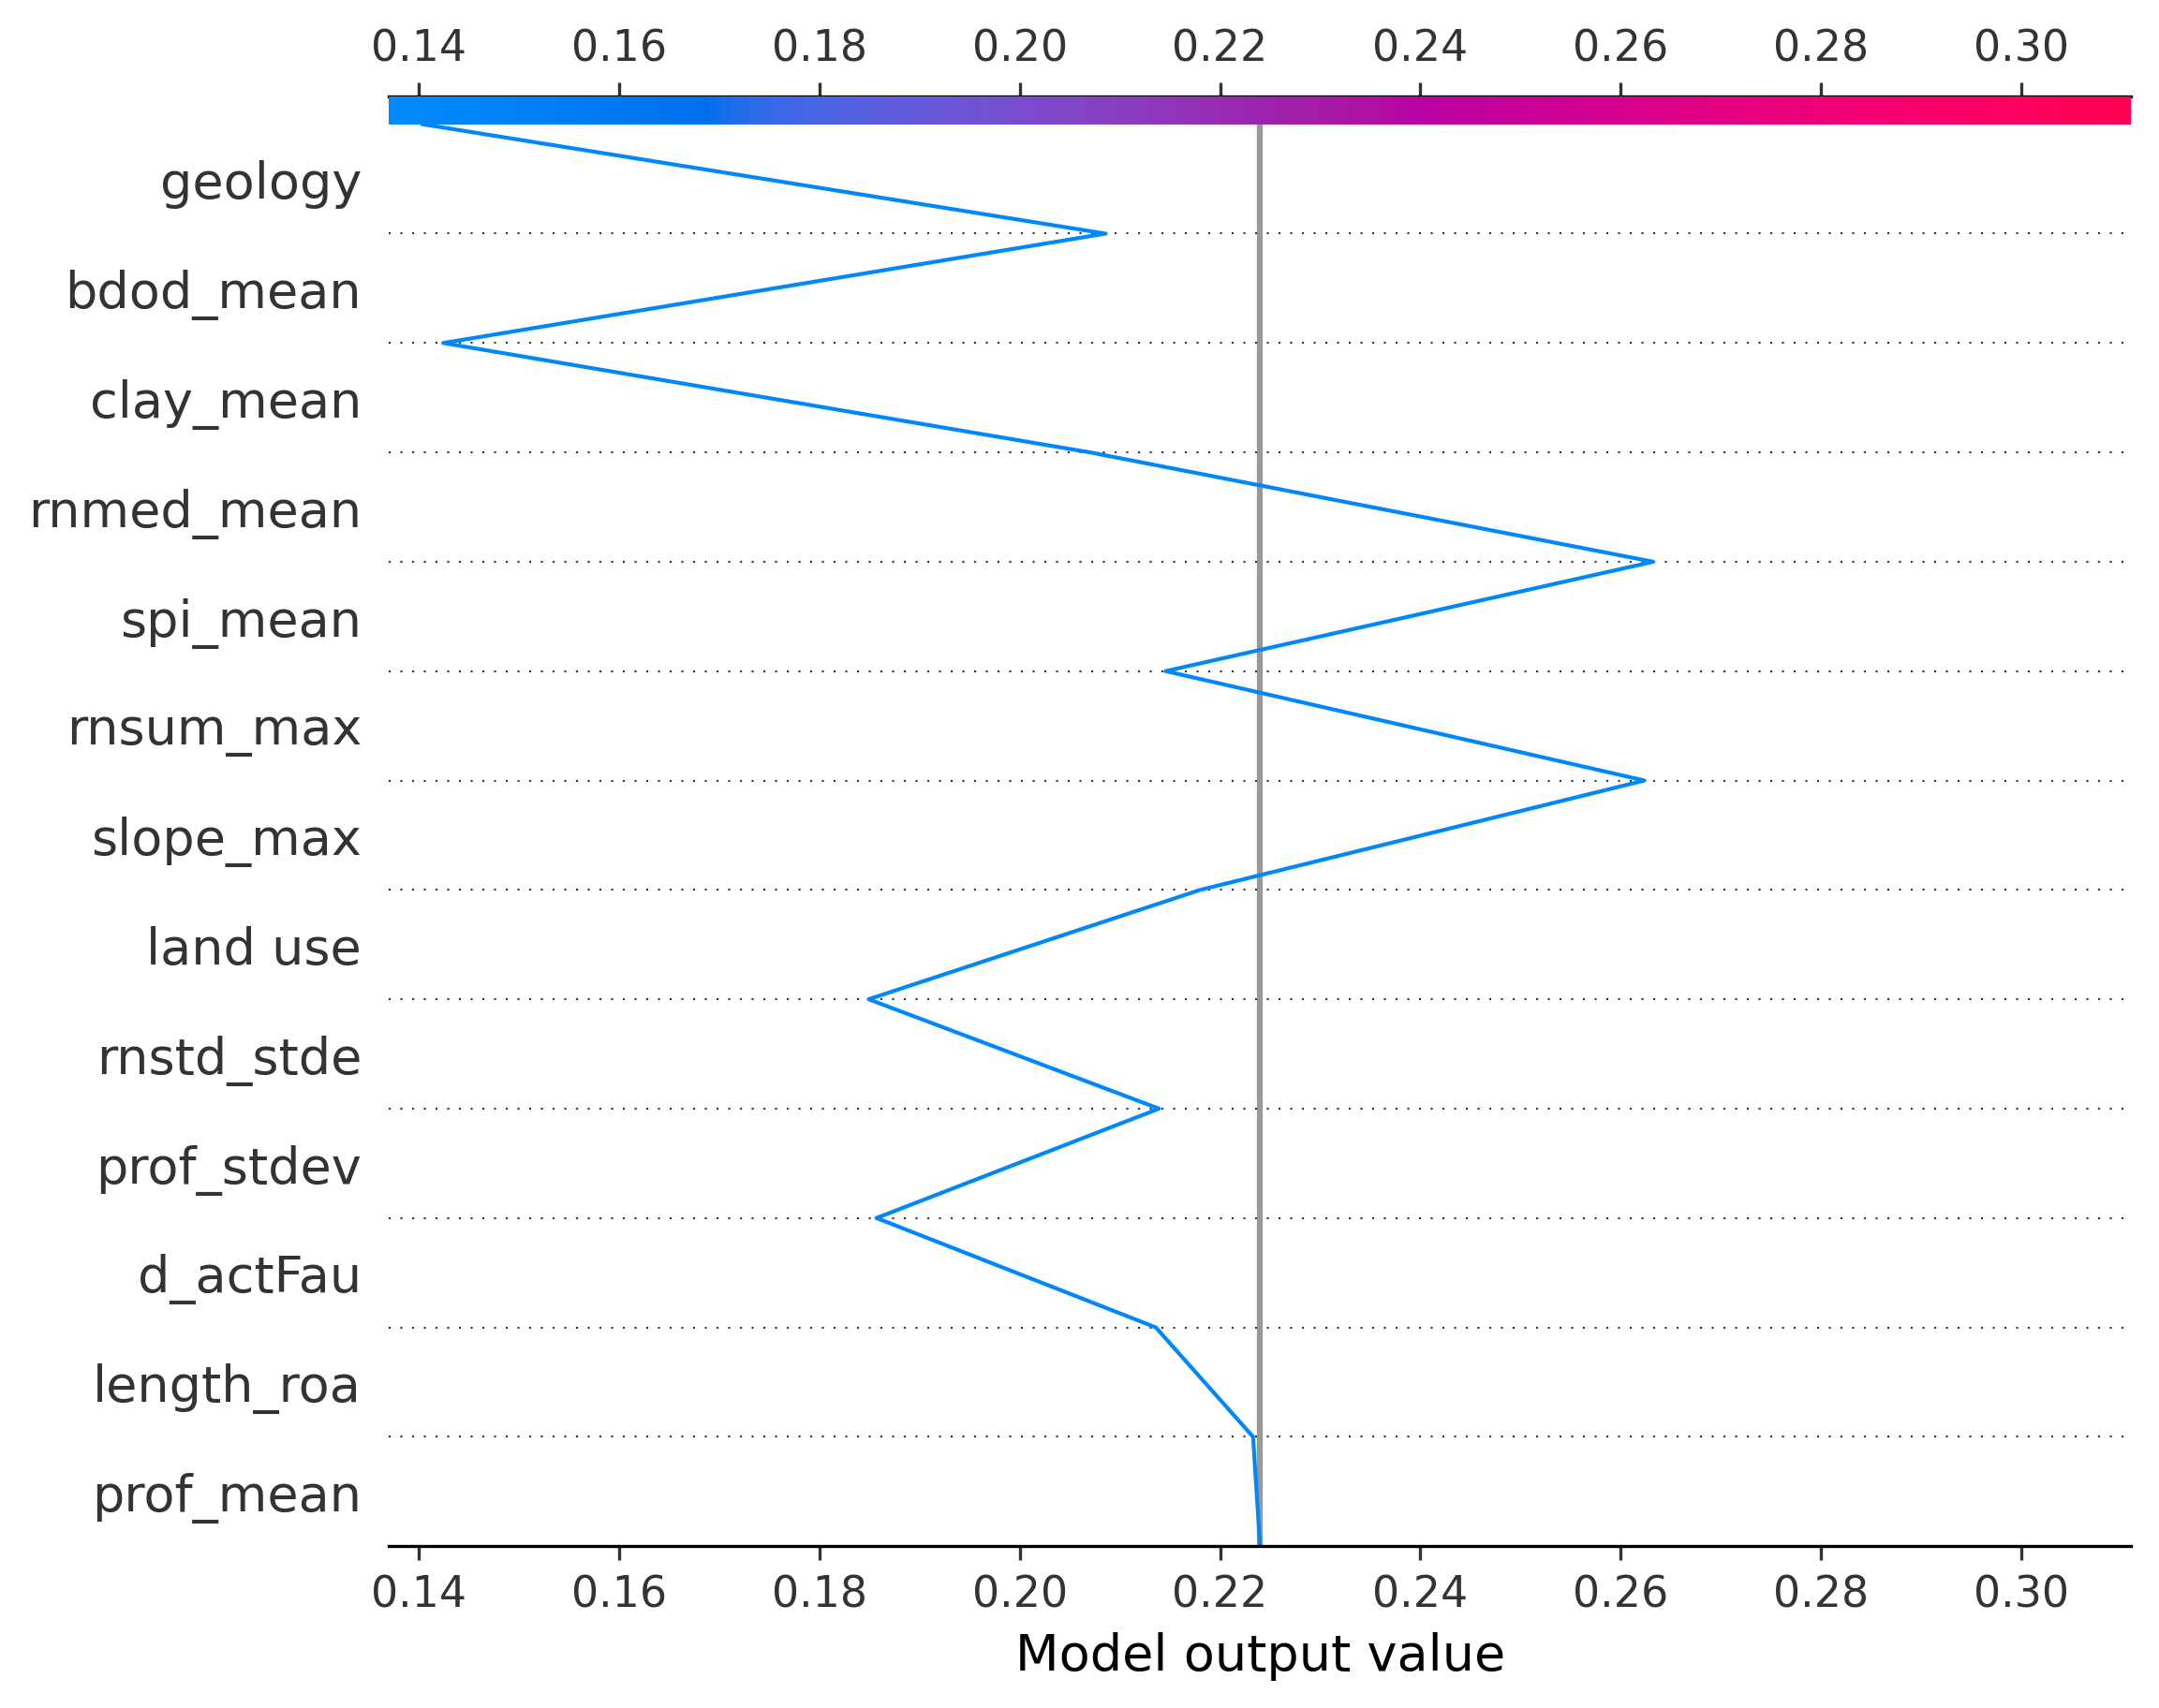 0.14 0.16 0.18 0.20 0.22 0.24 0.26 0.28 0.30
geology
bdod_mean
clay_mean
rnmed_mean
spi_mean
rnsum_max
slope_max
land use
rnstd_stde
prof_stdev
d_actFau
length_roa
prof_mean
0.14 0.16 0.18 0.20 0.22 0.24 0.26 0.28 0.30
Model output value